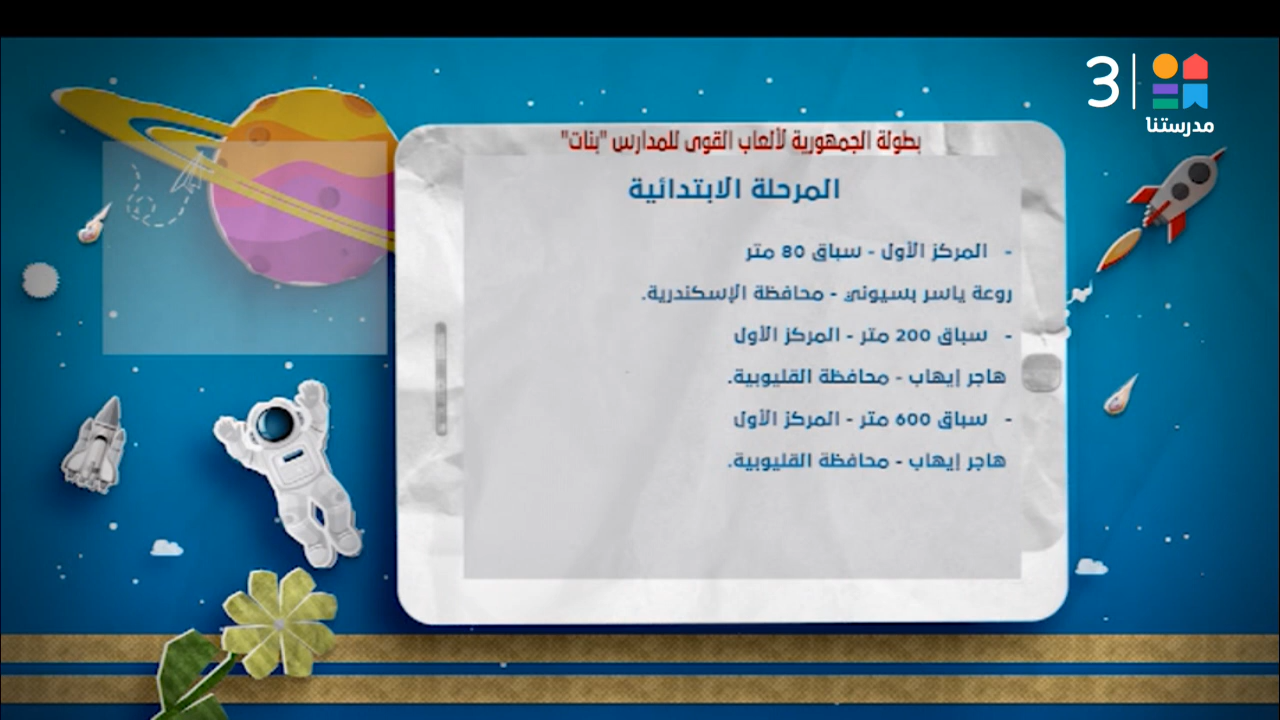 3
مدرستنا
بطولة الجمهورية لألعاب القوى للمدارس "بنات"
المرحلة الابتدائية
- المركز الأول - سباق 80 متر
روعة ياسر بسيوني - محافظة الإسكندرية.
- سباق 200 متر - المركز الأول
هاجر إيهاب - محافظة القليوبية.
- سباق 600 متر - المركز الأول
هاجر إيهاب - محافظة القليوبية.